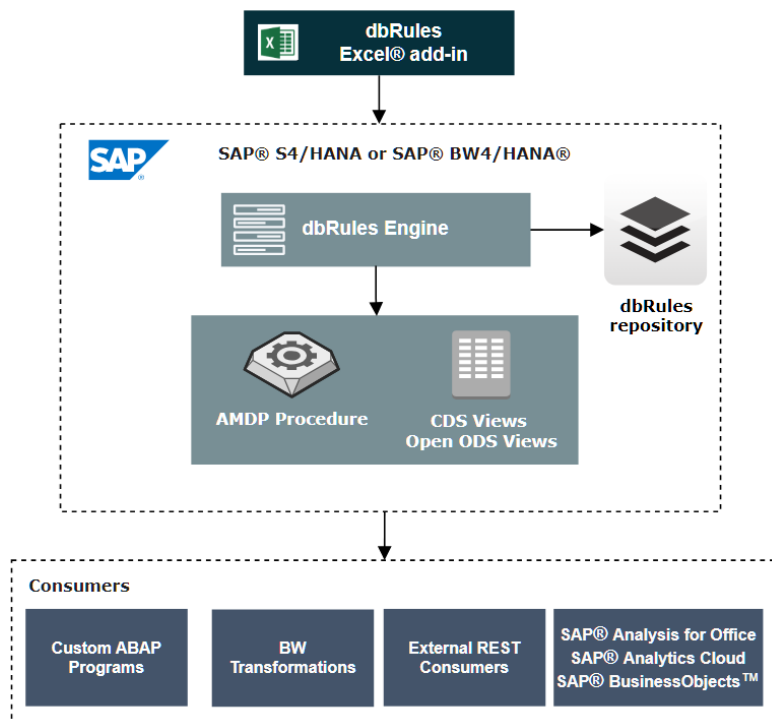 dbRules
Excel® add-in
SAP®
SAP® S4/HANA or SAP® BW4/HANA®
dbRules Engine
dbRules
repository
AMDP Procedure
CDS Views
Open ODS Views
Consumers
Custom ABAP
Programs
BW
Transformations
External REST
Consumers
SAP® Analysis for Office
SAP® Analytics Cloud
SAP® BusinessObjects™